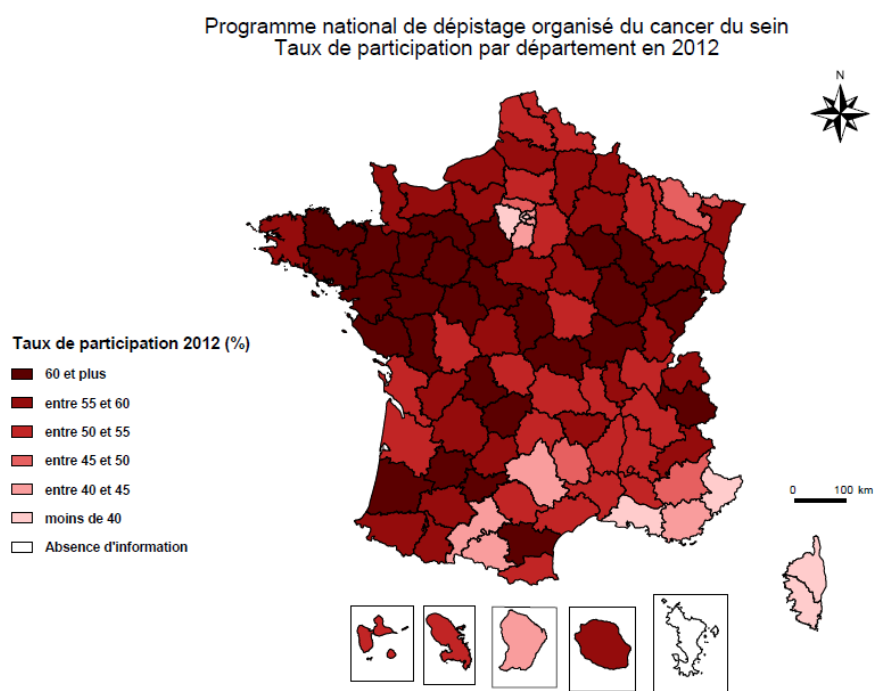 Programme national de dépistage organisé du cancer du sein
Taux de participation par département en 2012
N
Taux de participation 2012 (%)
60 et plus
entre 55 et 60
entre 50 et 55
entre 45 et 50
entre 40 et 45
moins de 40
Absence d'information
0 100 km